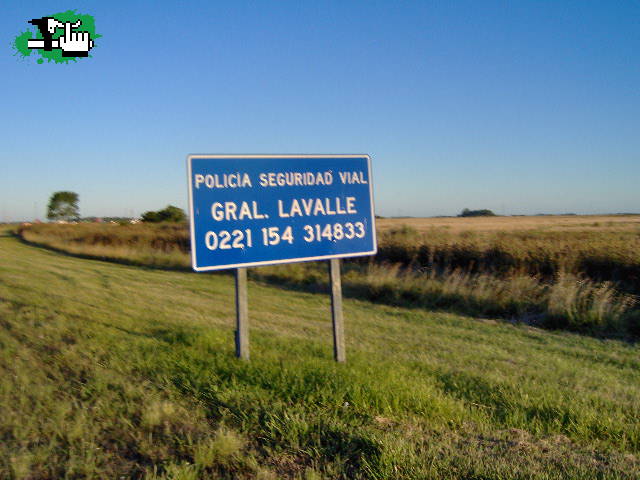 POLICIA SEGURIDAD VIAL
GRAL. LAVALLE
0221 154 314833